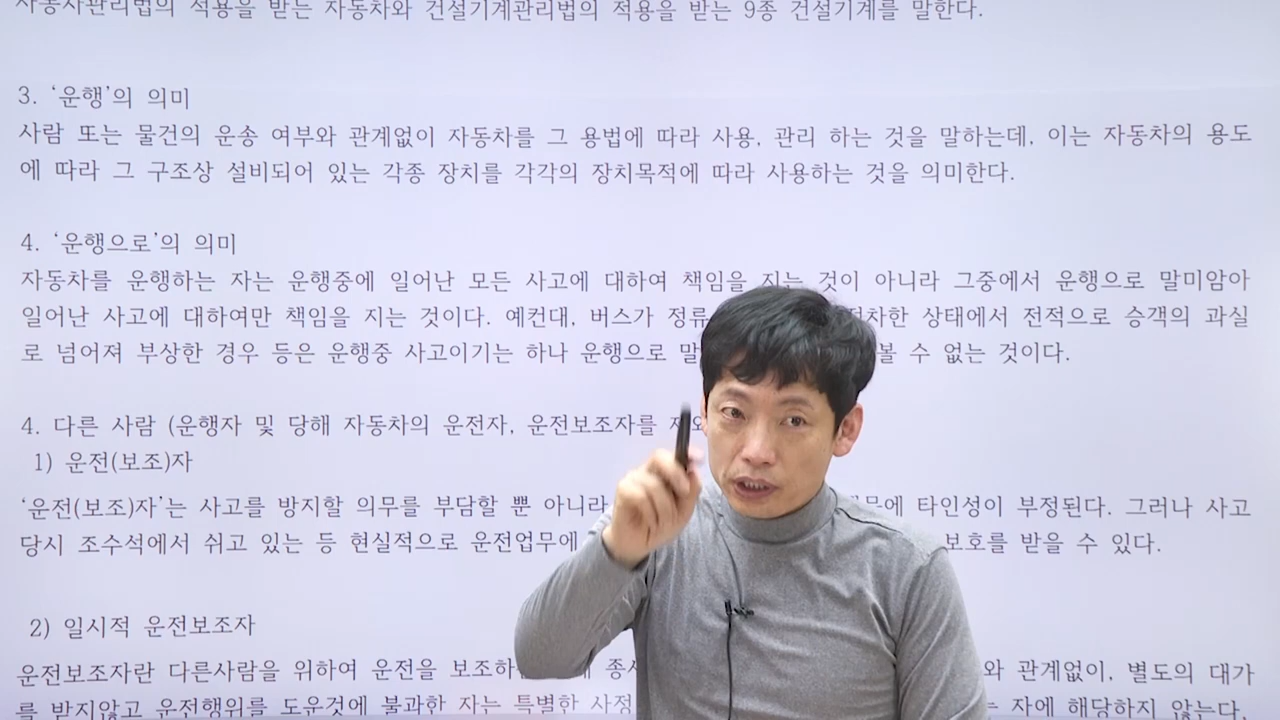 자동차관리법의 적용을 받는 자동차와 건설기계관리법의 적용을 받는 9종 건설기계를 말한다.
3. ‘운행’의 의미
사람 또는 물건의 운송 여부와 관계없이 자동차를 그 용법에 따라 사용, 관리 하는 것을 말하는데, 이는 자동차의 용도
에 따라 그 구조상 설비되어 있는 각종 장치를 각각의 장치목적에 따라 사용하는 것을 의미한다.
4. ‘운행으로’의 의미
자동차를 운행하는 자는 운행중에 일어난 모든 사고에 대하여 책임을 지는 것이 아니라 그중에서 운행으로 말미암아
일어난 사고에 대하여만 책임을 지는 것이다. 예컨대, 버스가 정류 정차한 상태에서 전적으로 승객의 과실
로 넘어져 부상한 경우 등은 운행중 사고이기는 하나 운행으로 말 볼 수 없는 것이다.
4. 다른 사람 (운행자 및 당해 자동차의 운전자, 운전보조자를
1) 운전(보조)자
‘운전(보조)자’는 사고를 방지할 의무를 부담할 뿐 아니라 타인성이 부정된다. 그러나 사고
당시 조수석에서 쉬고 있는 등 현실적으로 운전업무에 보호를 받을 수 있다.
2) 일시적 운전보조자
운전보조자란 다른사람을 위하여 운전을 보조하 관계없이, 별도의 대가
를 받지않고 운전행위를 도운것에 불과한 자는 특별한 사정 자에 해당하지 않는다.